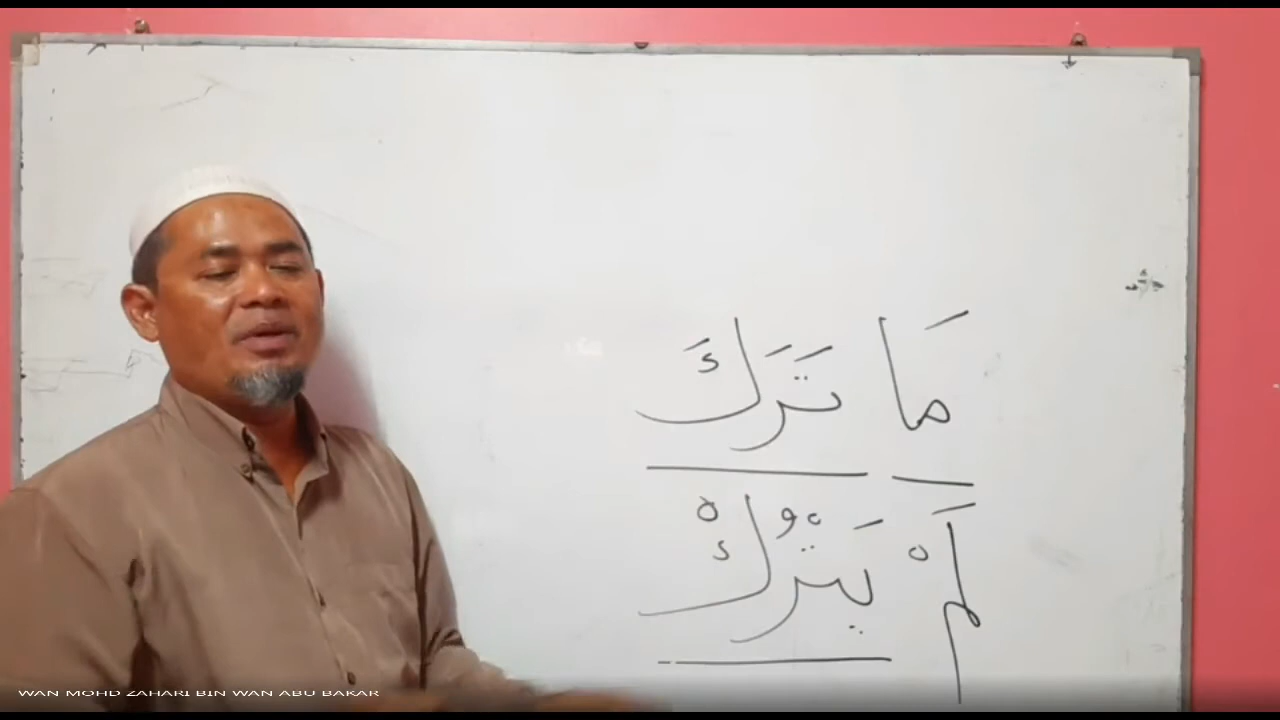 مَا تَرَكَ
لَمْ يَتْرُكْ
WAN MOHD ZAHARI BIN WAN ABU BAKAR